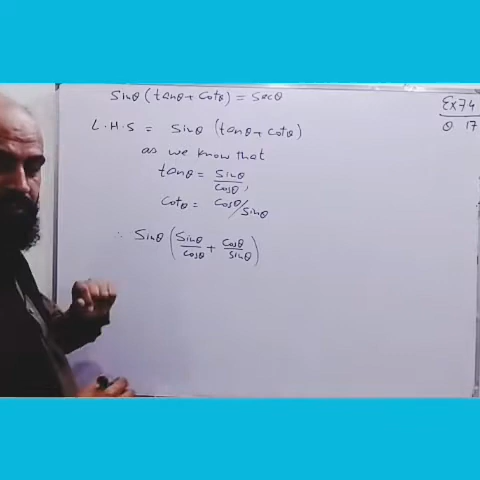 Sinθ (tanθ + Cotθ) = Secθ
Ex 7.4
Q 17
L.H.S = Sinθ (tanθ + Cotθ)
as we know that
tanθ = Sinθ/Cosθ,
Cotθ = Cosθ/Sinθ
∴ Sinθ (Sinθ/Cosθ + Cosθ/Sinθ)